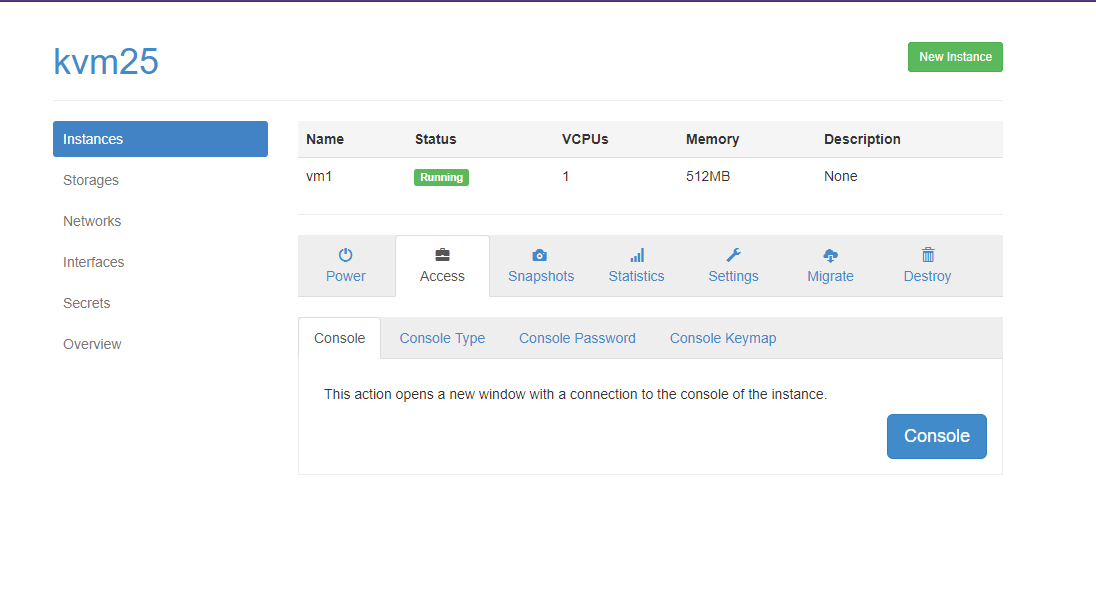 kvm25
New Instance
Instances
Storages
Networks
Interfaces
Secrets
Overview
Name Status VCPUs Memory Description
vm1 Running 1 512MB None
Power Access Snapshots Statistics Settings Migrate Destroy
Console Console Type Console Password Console Keymap
This action opens a new window with a connection to the console of the instance.
Console